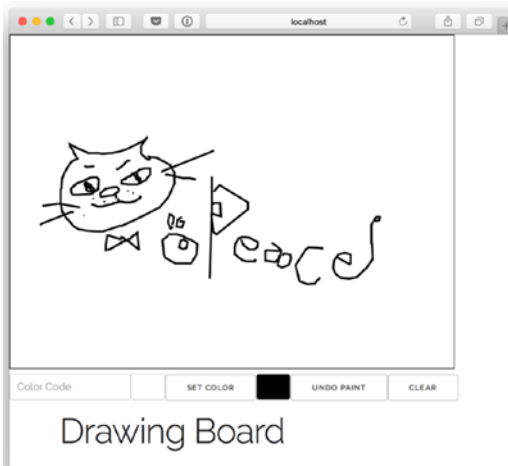 localhost
Peace
Color Code
SET COLOR
UNDO PAINT
CLEAR
Drawing Board